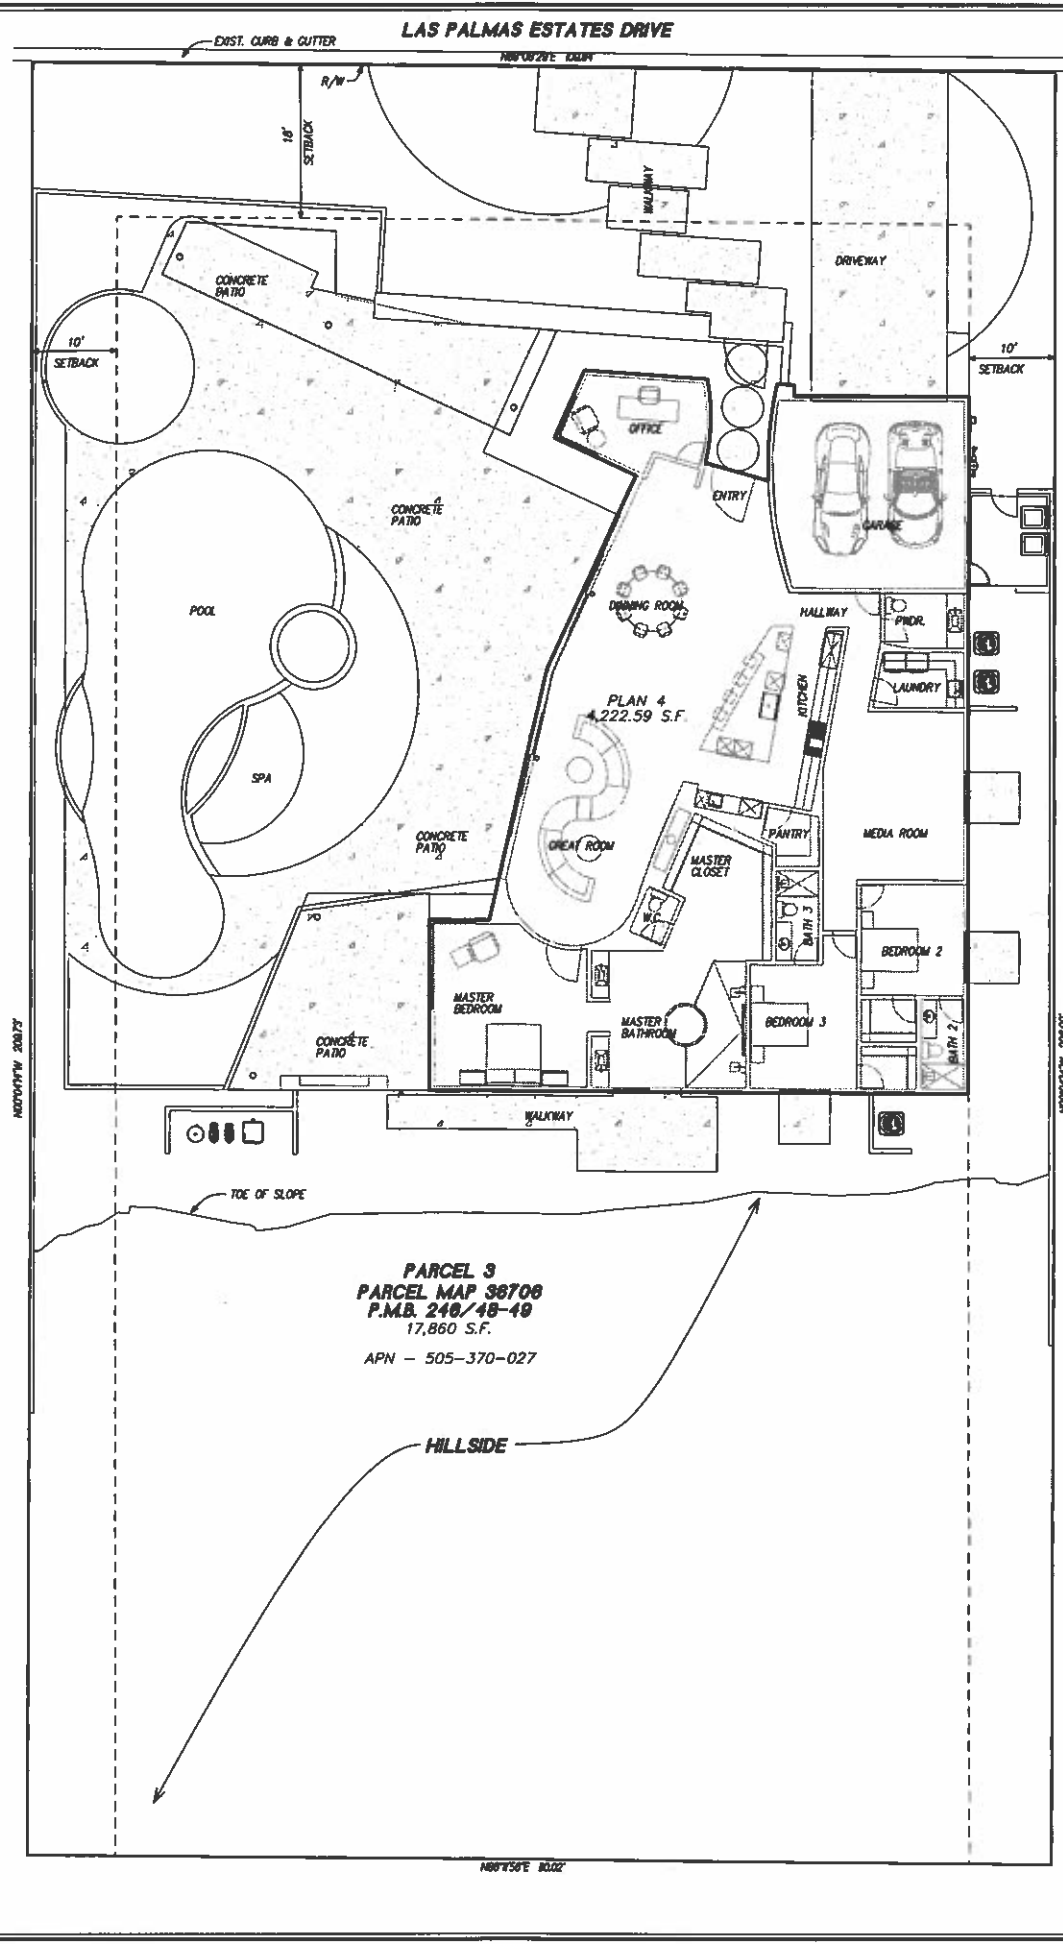 LAS PALMAS ESTATES DRIVE
EXIST. CURB & GUTTER
R/W
18'
SETBACK
WALKWAY
DRIVEWAY
CONCRETE
PATIO
10'
SETBACK
10'
SETBACK
OFFICE
ENTRY
GARAGE
CONCRETE
PATIO
POOL
DINING ROOM
HALLWAY
PWDR.
LAUNDRY
KITCHEN
PLAN 4
4,222.59 S.F.
SPA
CONCRETE
PATIO
GREAT ROOM
PANTRY
MEDIA ROOM
MASTER
CLOSET
W.C.
BATH 3
BEDROOM 2
MASTER
BEDROOM
MASTER
BATHROOM
BEDROOM 3
BATH 2
CONCRETE
PATIO
WALKWAY
TOE OF SLOPE
PARCEL 3
PARCEL MAP 36706
P.M.B. 246/48-49
17,860 S.F.
APN - 505-370-027
HILLSIDE